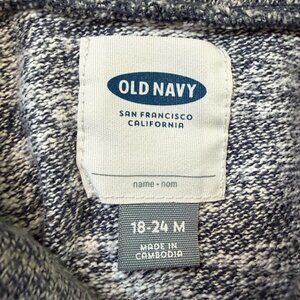 OLD NAVY
SAN FRANCISCO
CALIFORNIA
name • nom
18-24 M
MADE IN
CAMBODIA